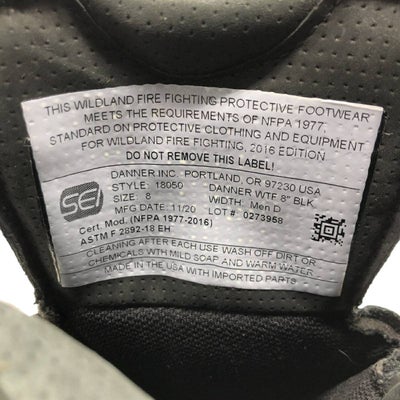 THIS WILDLAND FIRE FIGHTING PROTECTIVE FOOTWEAR
MEETS THE REQUIREMENTS OF NFPA 1977,
STANDARD ON PROTECTIVE CLOTHING AND EQUIPMENT
FOR WILDLAND FIRE FIGHTING, 2016 EDITION
DO NOT REMOVE THIS LABEL!
DANNER INC. PORTLAND, OR 97230 USA
STYLE: 18050 DANNER WTF 8" BLK
SIZE: 8 WIDTH: Men D
MFG DATE: 11/20 LOT # 0273958
SEI
Cert. Mod. (NFPA 1977-2016)
ASTM F 2892-18 EH
CLEANING AFTER EACH USE WASH OFF DIRT OR
CHEMICALS WTH MILD SOAP AND WARM WATER
MADE IN THE USA WITH IMPORTED PARTS